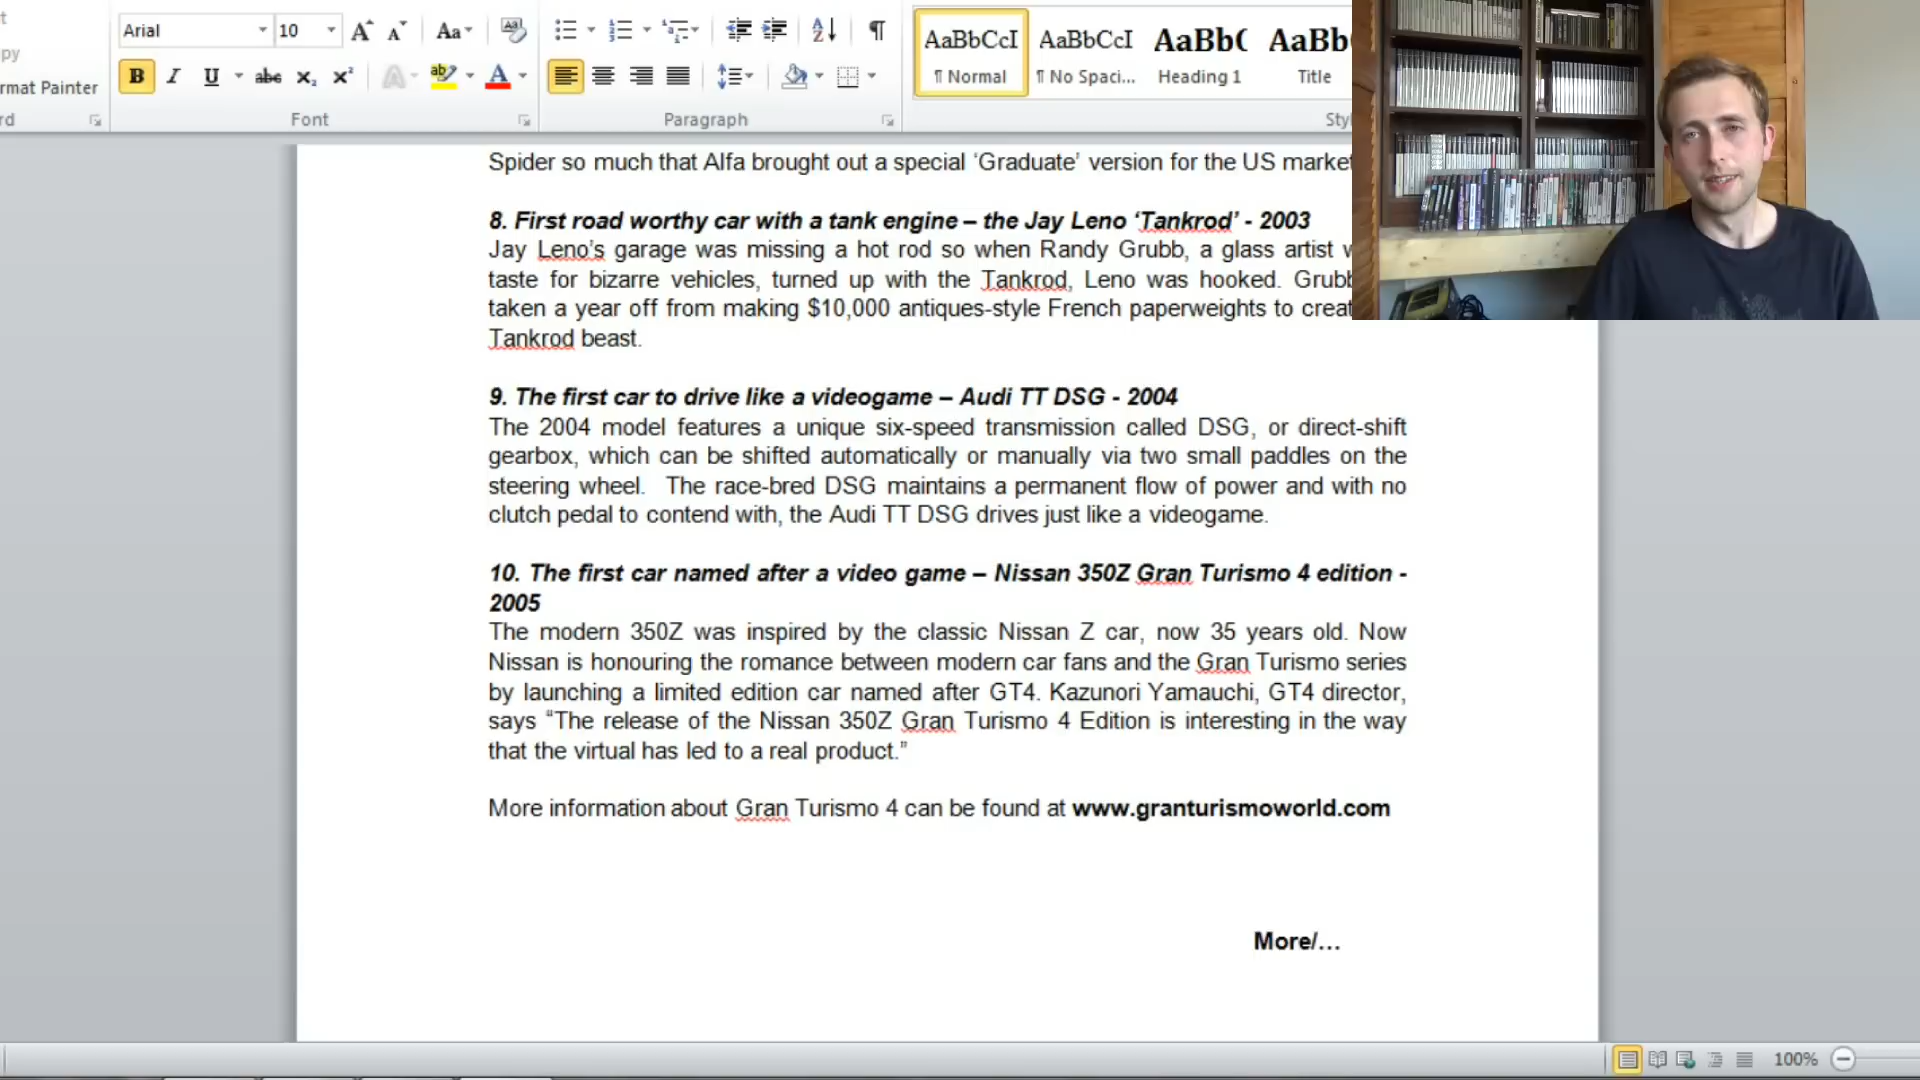 Arial
10
Aa
AaBbCcI
AaBbCcI
AaBbC
AaBb
¶ Normal
¶ No Spaci...
Heading 1
Title
B I U abc x₂ x² A ab A
rmat Painter
Font
Paragraph
Spider so much that Alfa brought out a special ‘Graduate’ version for the US market
8. First road worthy car with a tank engine – the Jay Leno ‘Tankrod’ - 2003
Jay Leno’s garage was missing a hot rod so when Randy Grubb, a glass artist
taste for bizarre vehicles, turned up with the Tankrod, Leno was hooked. Grubb
taken a year off from making $10,000 antiques-style French paperweights to creat
Tankrod beast.
9. The first car to drive like a videogame – Audi TT DSG - 2004
The 2004 model features a unique six-speed transmission called DSG, or direct-shift
gearbox, which can be shifted automatically or manually via two small paddles on the
steering wheel. The race-bred DSG maintains a permanent flow of power and with no
clutch pedal to contend with, the Audi TT DSG drives just like a videogame.
10. The first car named after a video game – Nissan 350Z Gran Turismo 4 edition -
2005
The modern 350Z was inspired by the classic Nissan Z car, now 35 years old. Now
Nissan is honouring the romance between modern car fans and the Gran Turismo series
by launching a limited edition car named after GT4. Kazunori Yamauchi, GT4 director,
says “The release of the Nissan 350Z Gran Turismo 4 Edition is interesting in the way
that the virtual has led to a real product.”
More information about Gran Turismo 4 can be found at www.granturismoworld.com
More/…
100%